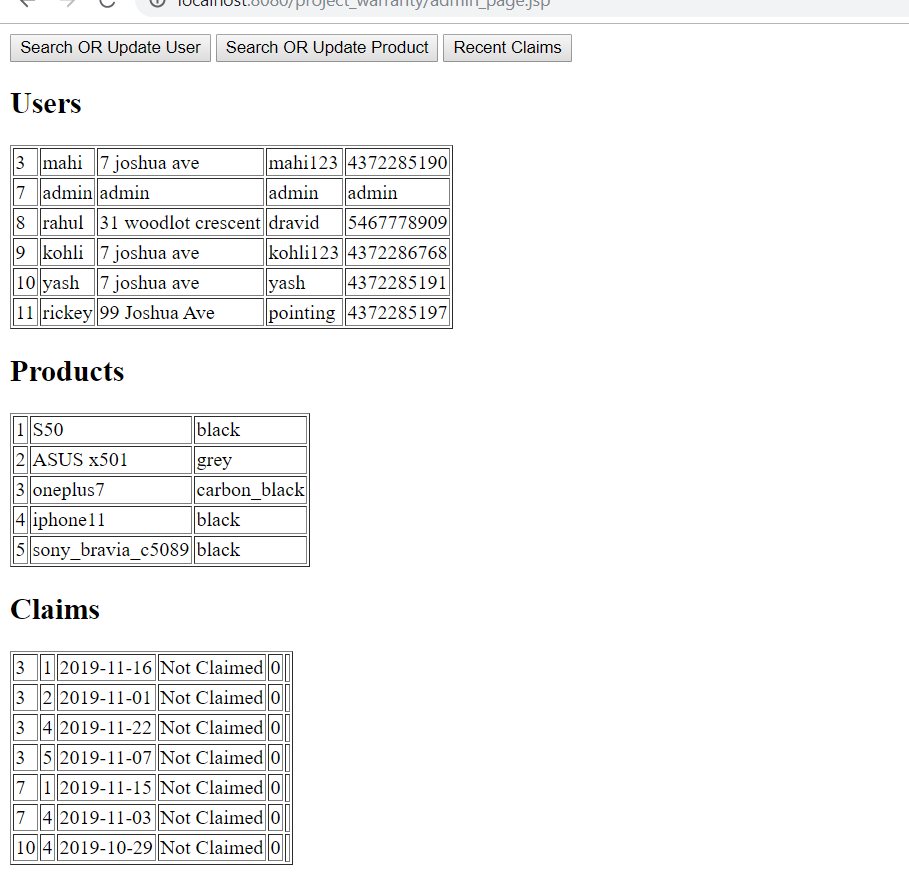 localhost:8080/project_warranty/admin_page.jsp
Search OR Update User Search OR Update Product Recent Claims
Users
3 mahi 7 joshua ave mahi123 4372285190
7 admin admin admin admin
8 rahul 31 woodlot crescent dravid 5467778909
9 kohli 7 joshua ave kohli123 4372286768
10 yash 7 joshua ave yash 4372285191
11 rickey 99 Joshua Ave pointing 4372285197
Products
1 S50 black
2 ASUS x501 grey
3 oneplus7 carbon_black
4 iphone11 black
5 sony_bravia_c5089 black
Claims
3 1 2019-11-16 Not Claimed 0
3 2 2019-11-01 Not Claimed 0
3 4 2019-11-22 Not Claimed 0
3 5 2019-11-07 Not Claimed 0
7 1 2019-11-15 Not Claimed 0
7 4 2019-11-03 Not Claimed 0
10 4 2019-10-29 Not Claimed 0